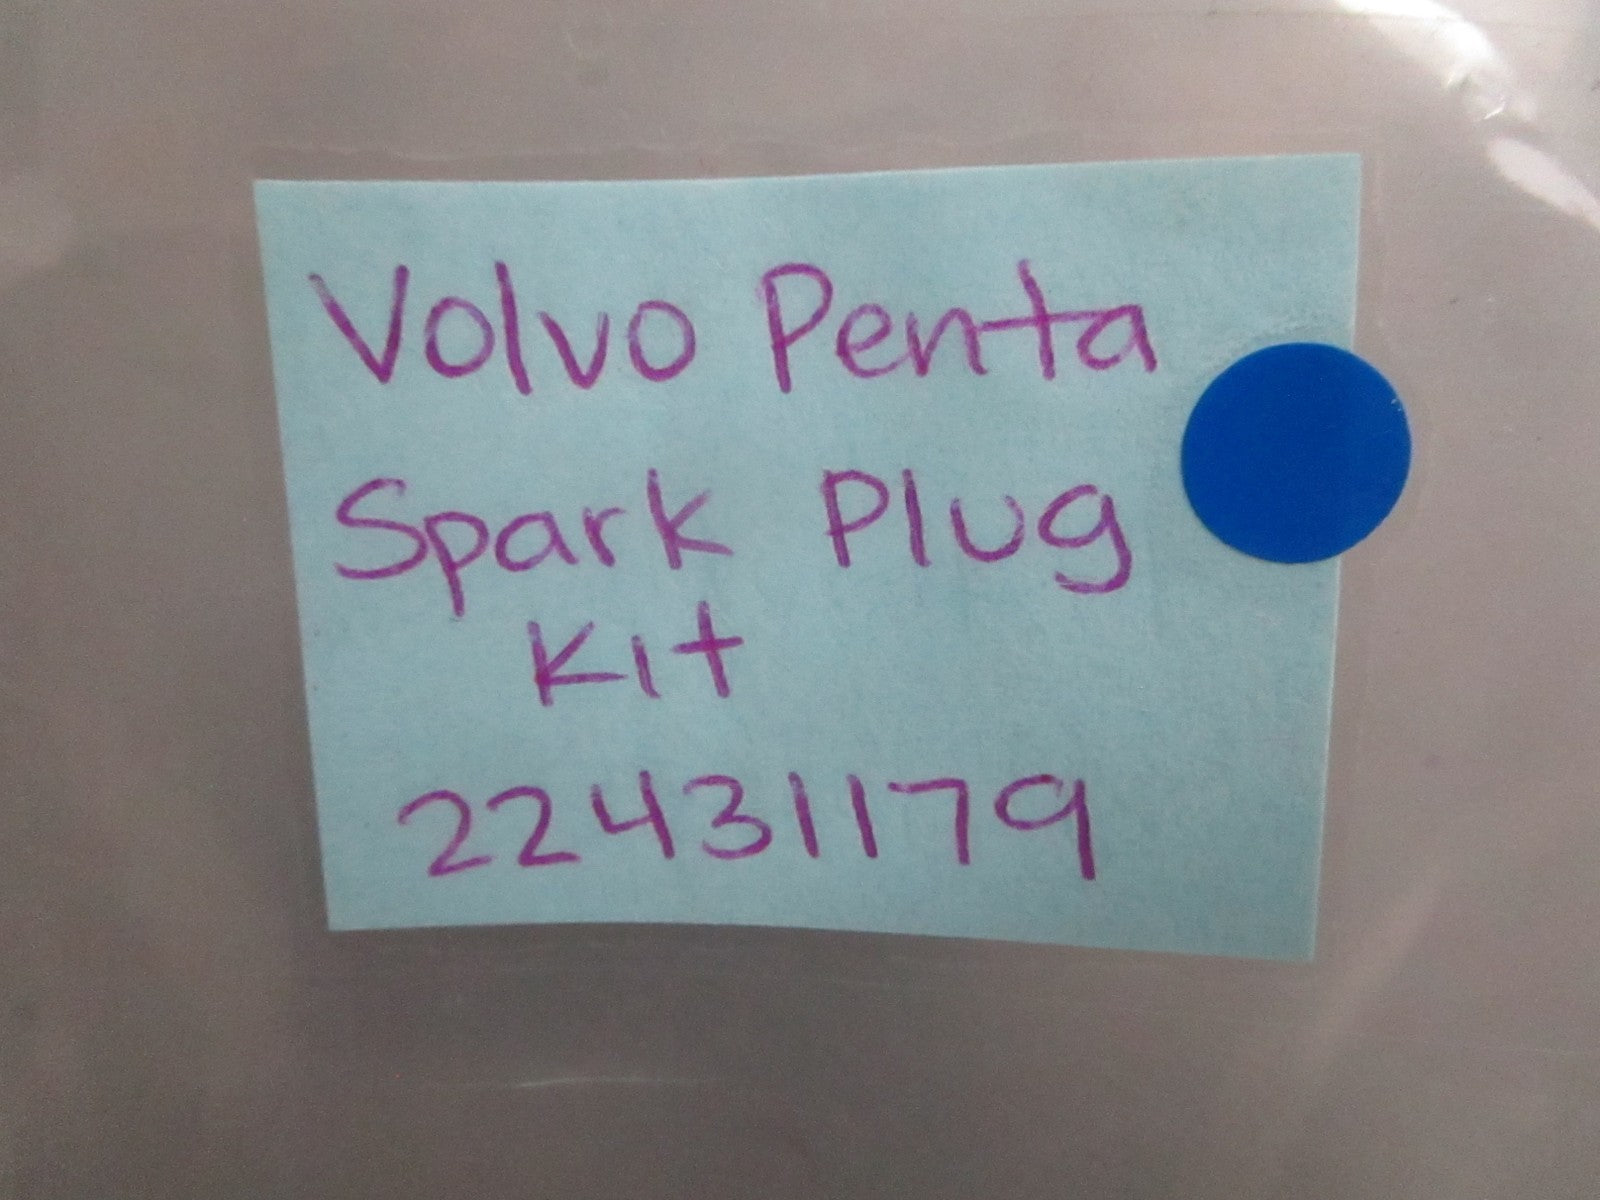 Volvo Penta
Spark Plug
Kit
22431179